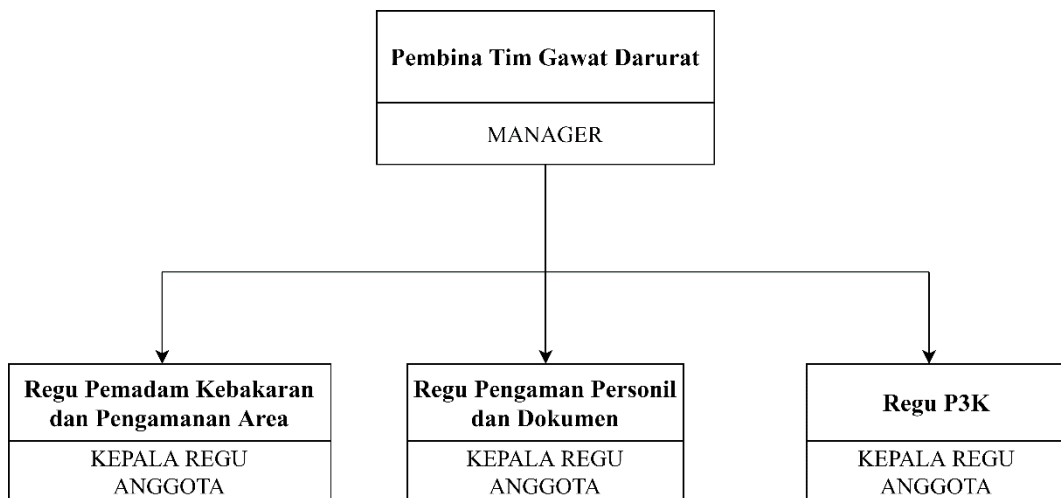 Pembina Tim Gawat Darurat
MANAGER
Regu Pemadam Kebakaran
dan Pengamanan Area
KEPALA REGU
ANGGOTA
Regu Pengaman Personil
dan Dokumen
KEPALA REGU
ANGGOTA
Regu P3K
KEPALA REGU
ANGGOTA